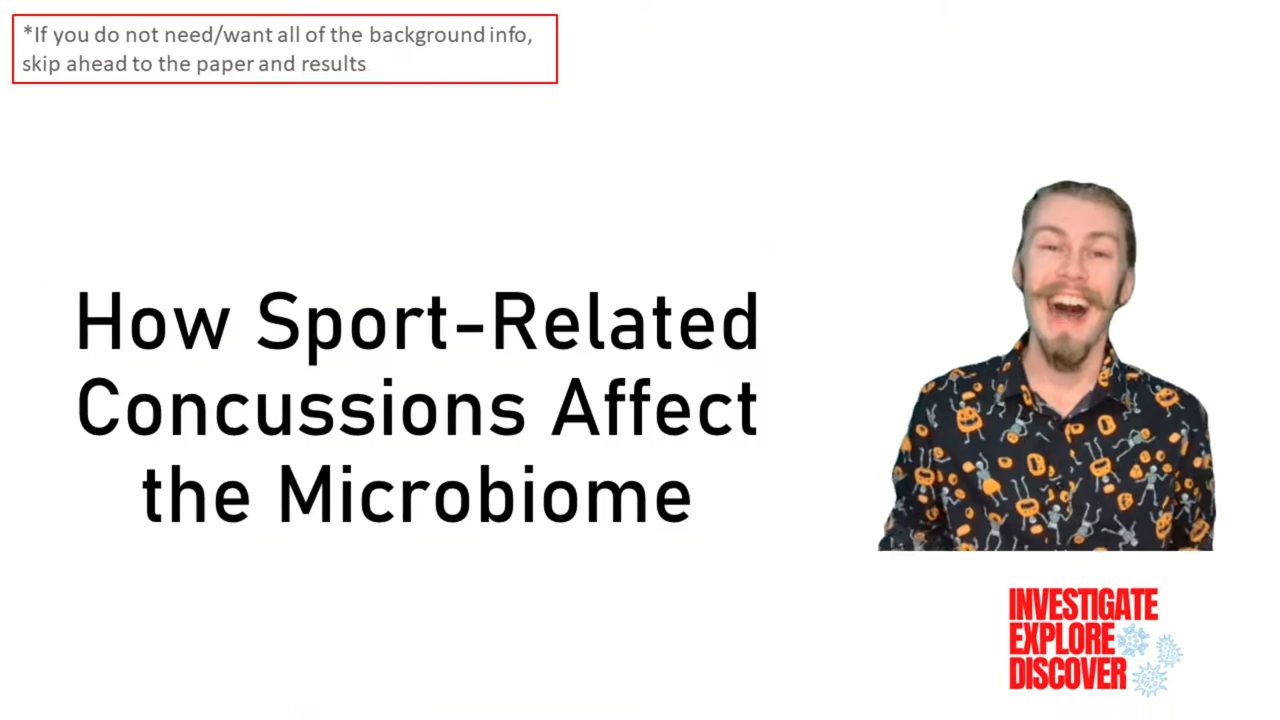 *If you do not need/want all of the background info,
skip ahead to the paper and results
How Sport-Related
Concussions Affect
the Microbiome
INVESTIGATE
EXPLORE
DISCOVER